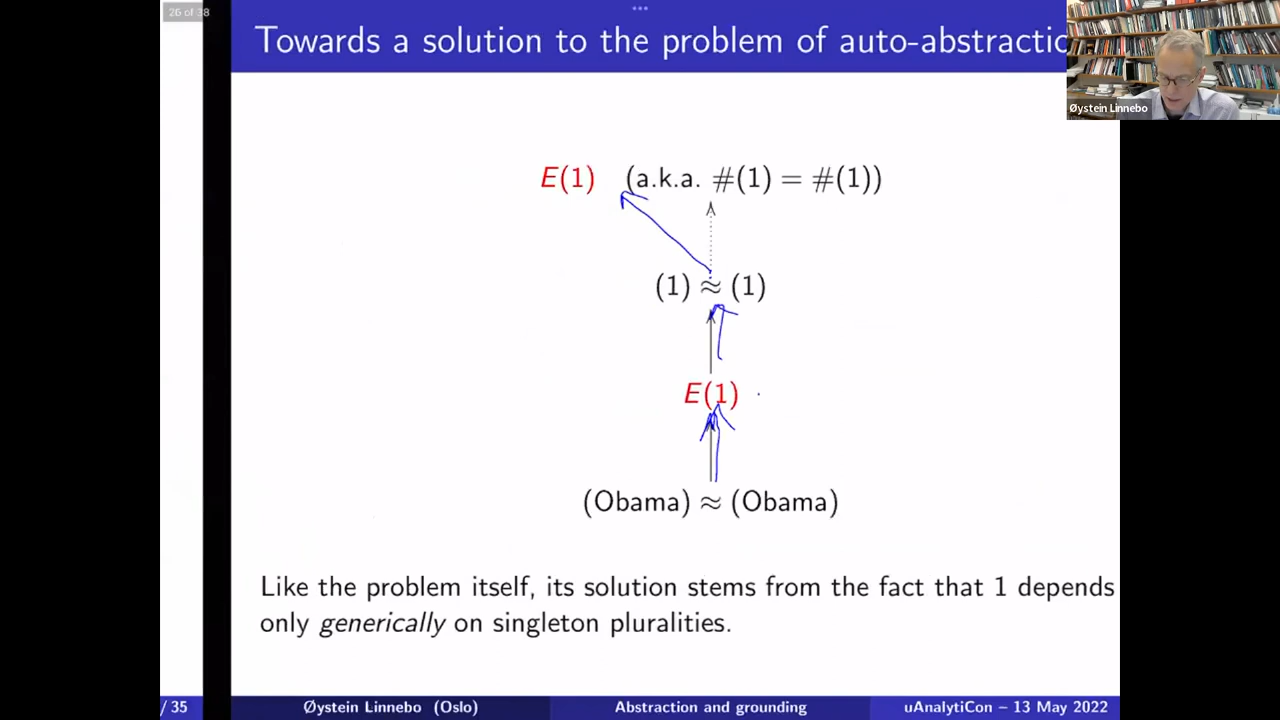 26 of 38
Towards a solution to the problem of auto-abstractio
Øystein Linnebo
E(1) (a.k.a. #(1) = #(1))
(1) ≈ (1)
E(1)
(Obama) ≈ (Obama)
Like the problem itself, its solution stems from the fact that 1 depends
only generically on singleton pluralities.
/ 35
Øystein Linnebo (Oslo)
Abstraction and grounding
uAnalytiCon – 13 May 2022